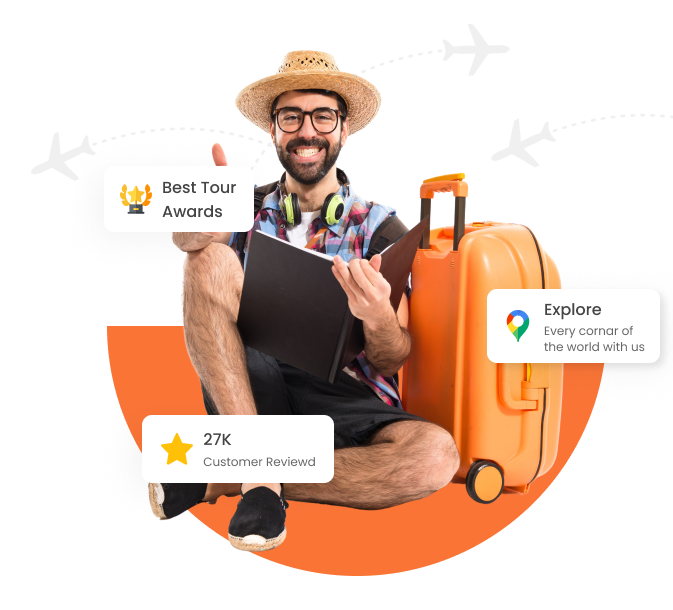 Best Tour
Awards
Explore
Every cornar of
the world with us
27K
Customer Reviewd